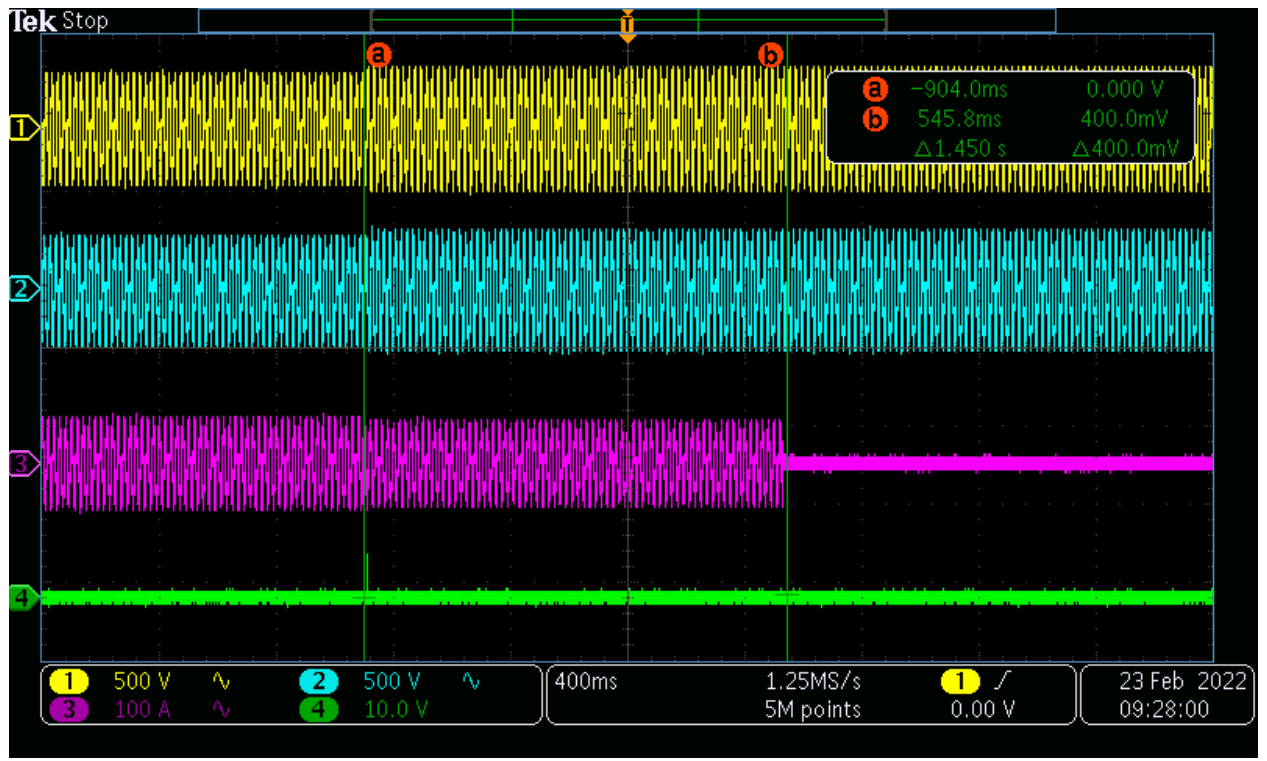 Tek Stop
T
a b
a −904.0ms 0.000 V
b 545.8ms 400.0mV
△1.450 s △400.0mV
1
2
3
4
1 500 V 2 500 V 400ms 1.25MS/s 1 23 Feb 2022
3 100 A 4 10.0 V 5M points 0.00 V 09:28:00